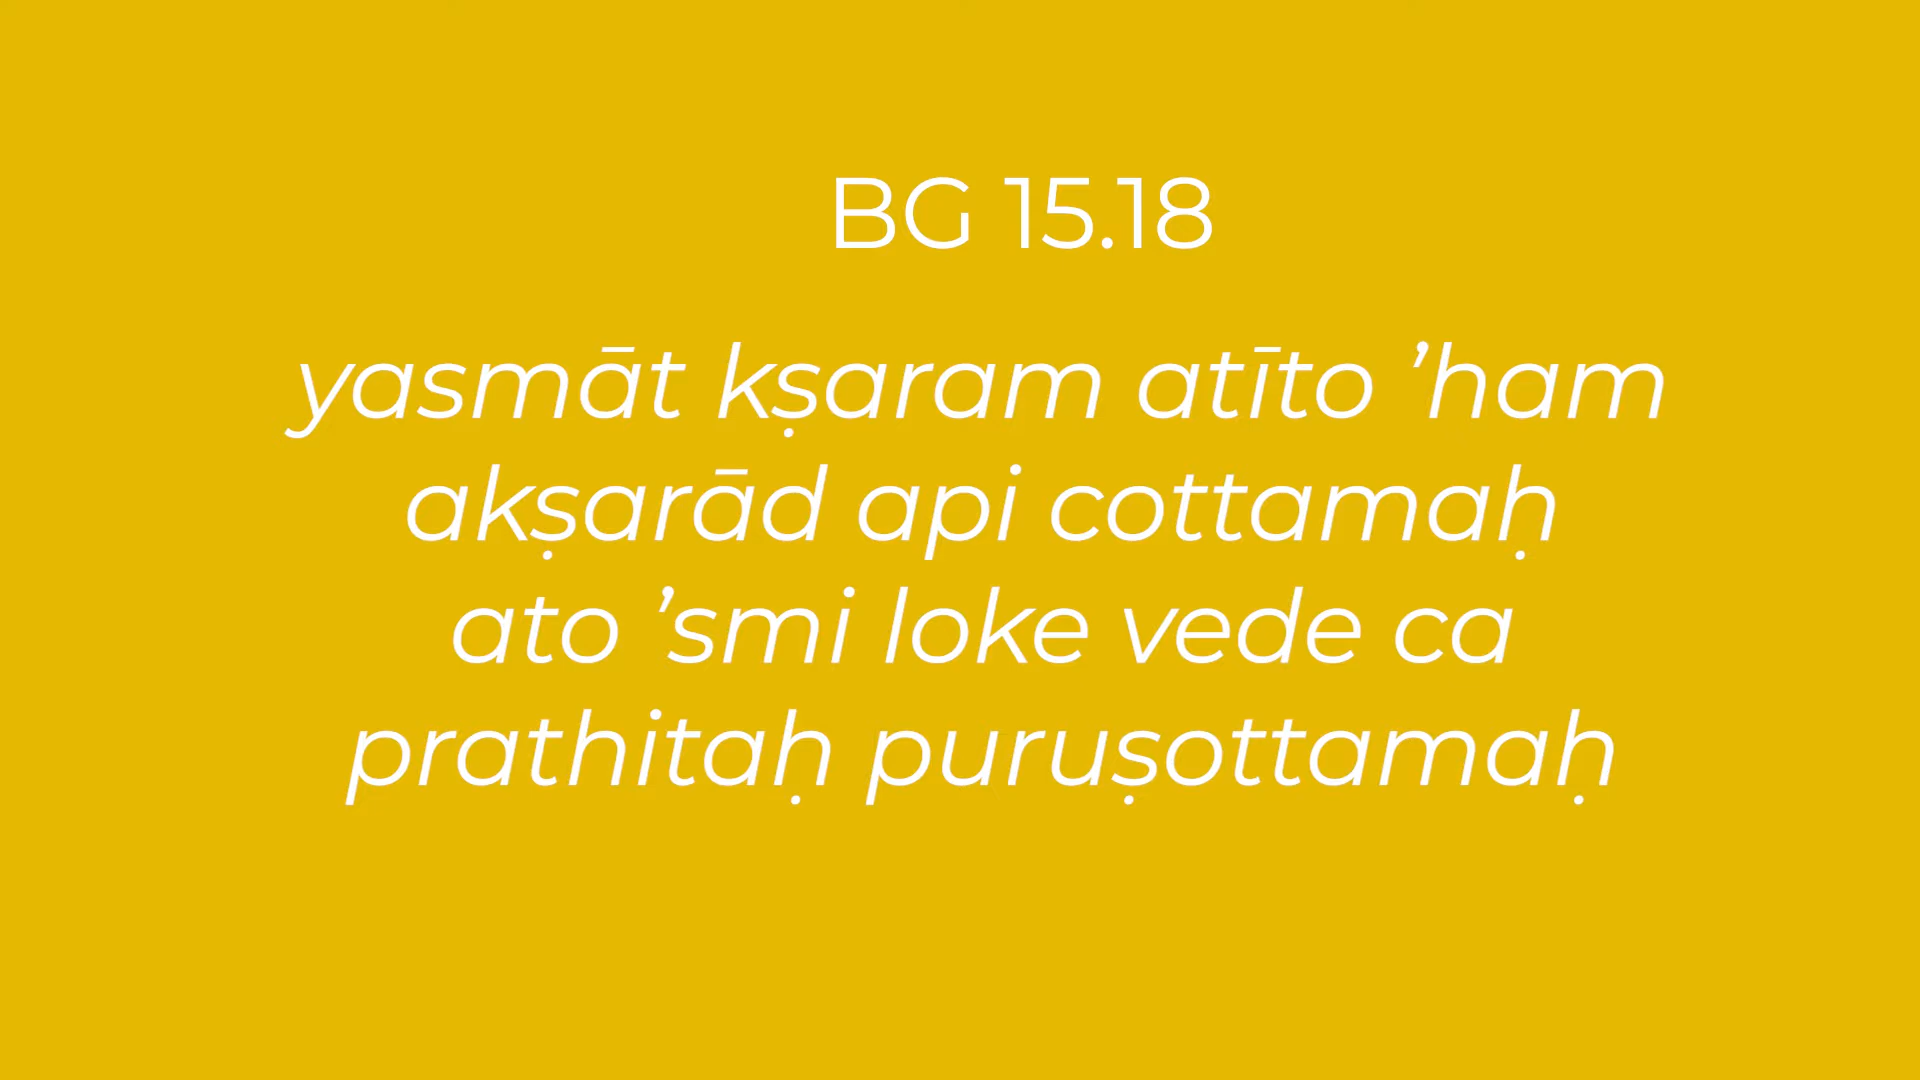 BG 15.18
yasmāt kṣaram atīto ’ham
akṣarād api cottamaḥ
ato ’smi loke vede ca
prathitaḥ puruṣottamaḥ